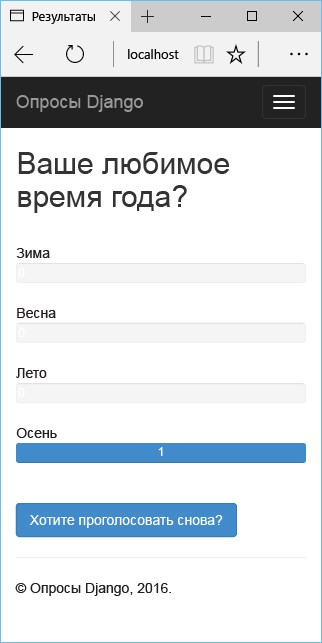 Результаты
localhost
Опросы Django
Ваше любимое
время года?
Зима
0
Весна
0
Лето
0
Осень
1
Хотите проголосовать снова?
© Опросы Django, 2016.